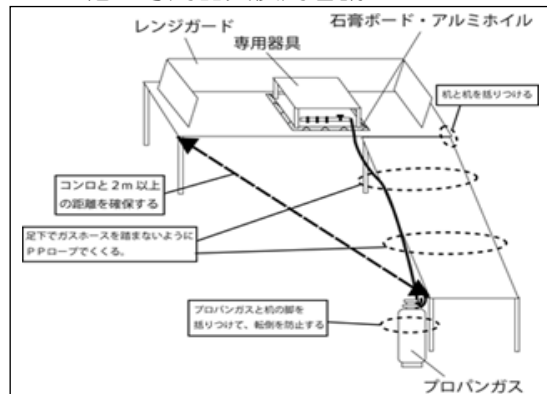 石膏ボード・アルミホイル
レンジガード
専用器具
机と机を括りつける
コンロと２ｍ以上
の距離を確保する
足下でガスホースを踏まないように
ＰＰロープでくくる。
プロパンガスと机の脚を
括りつけて、転倒を防止する
プロパンガス